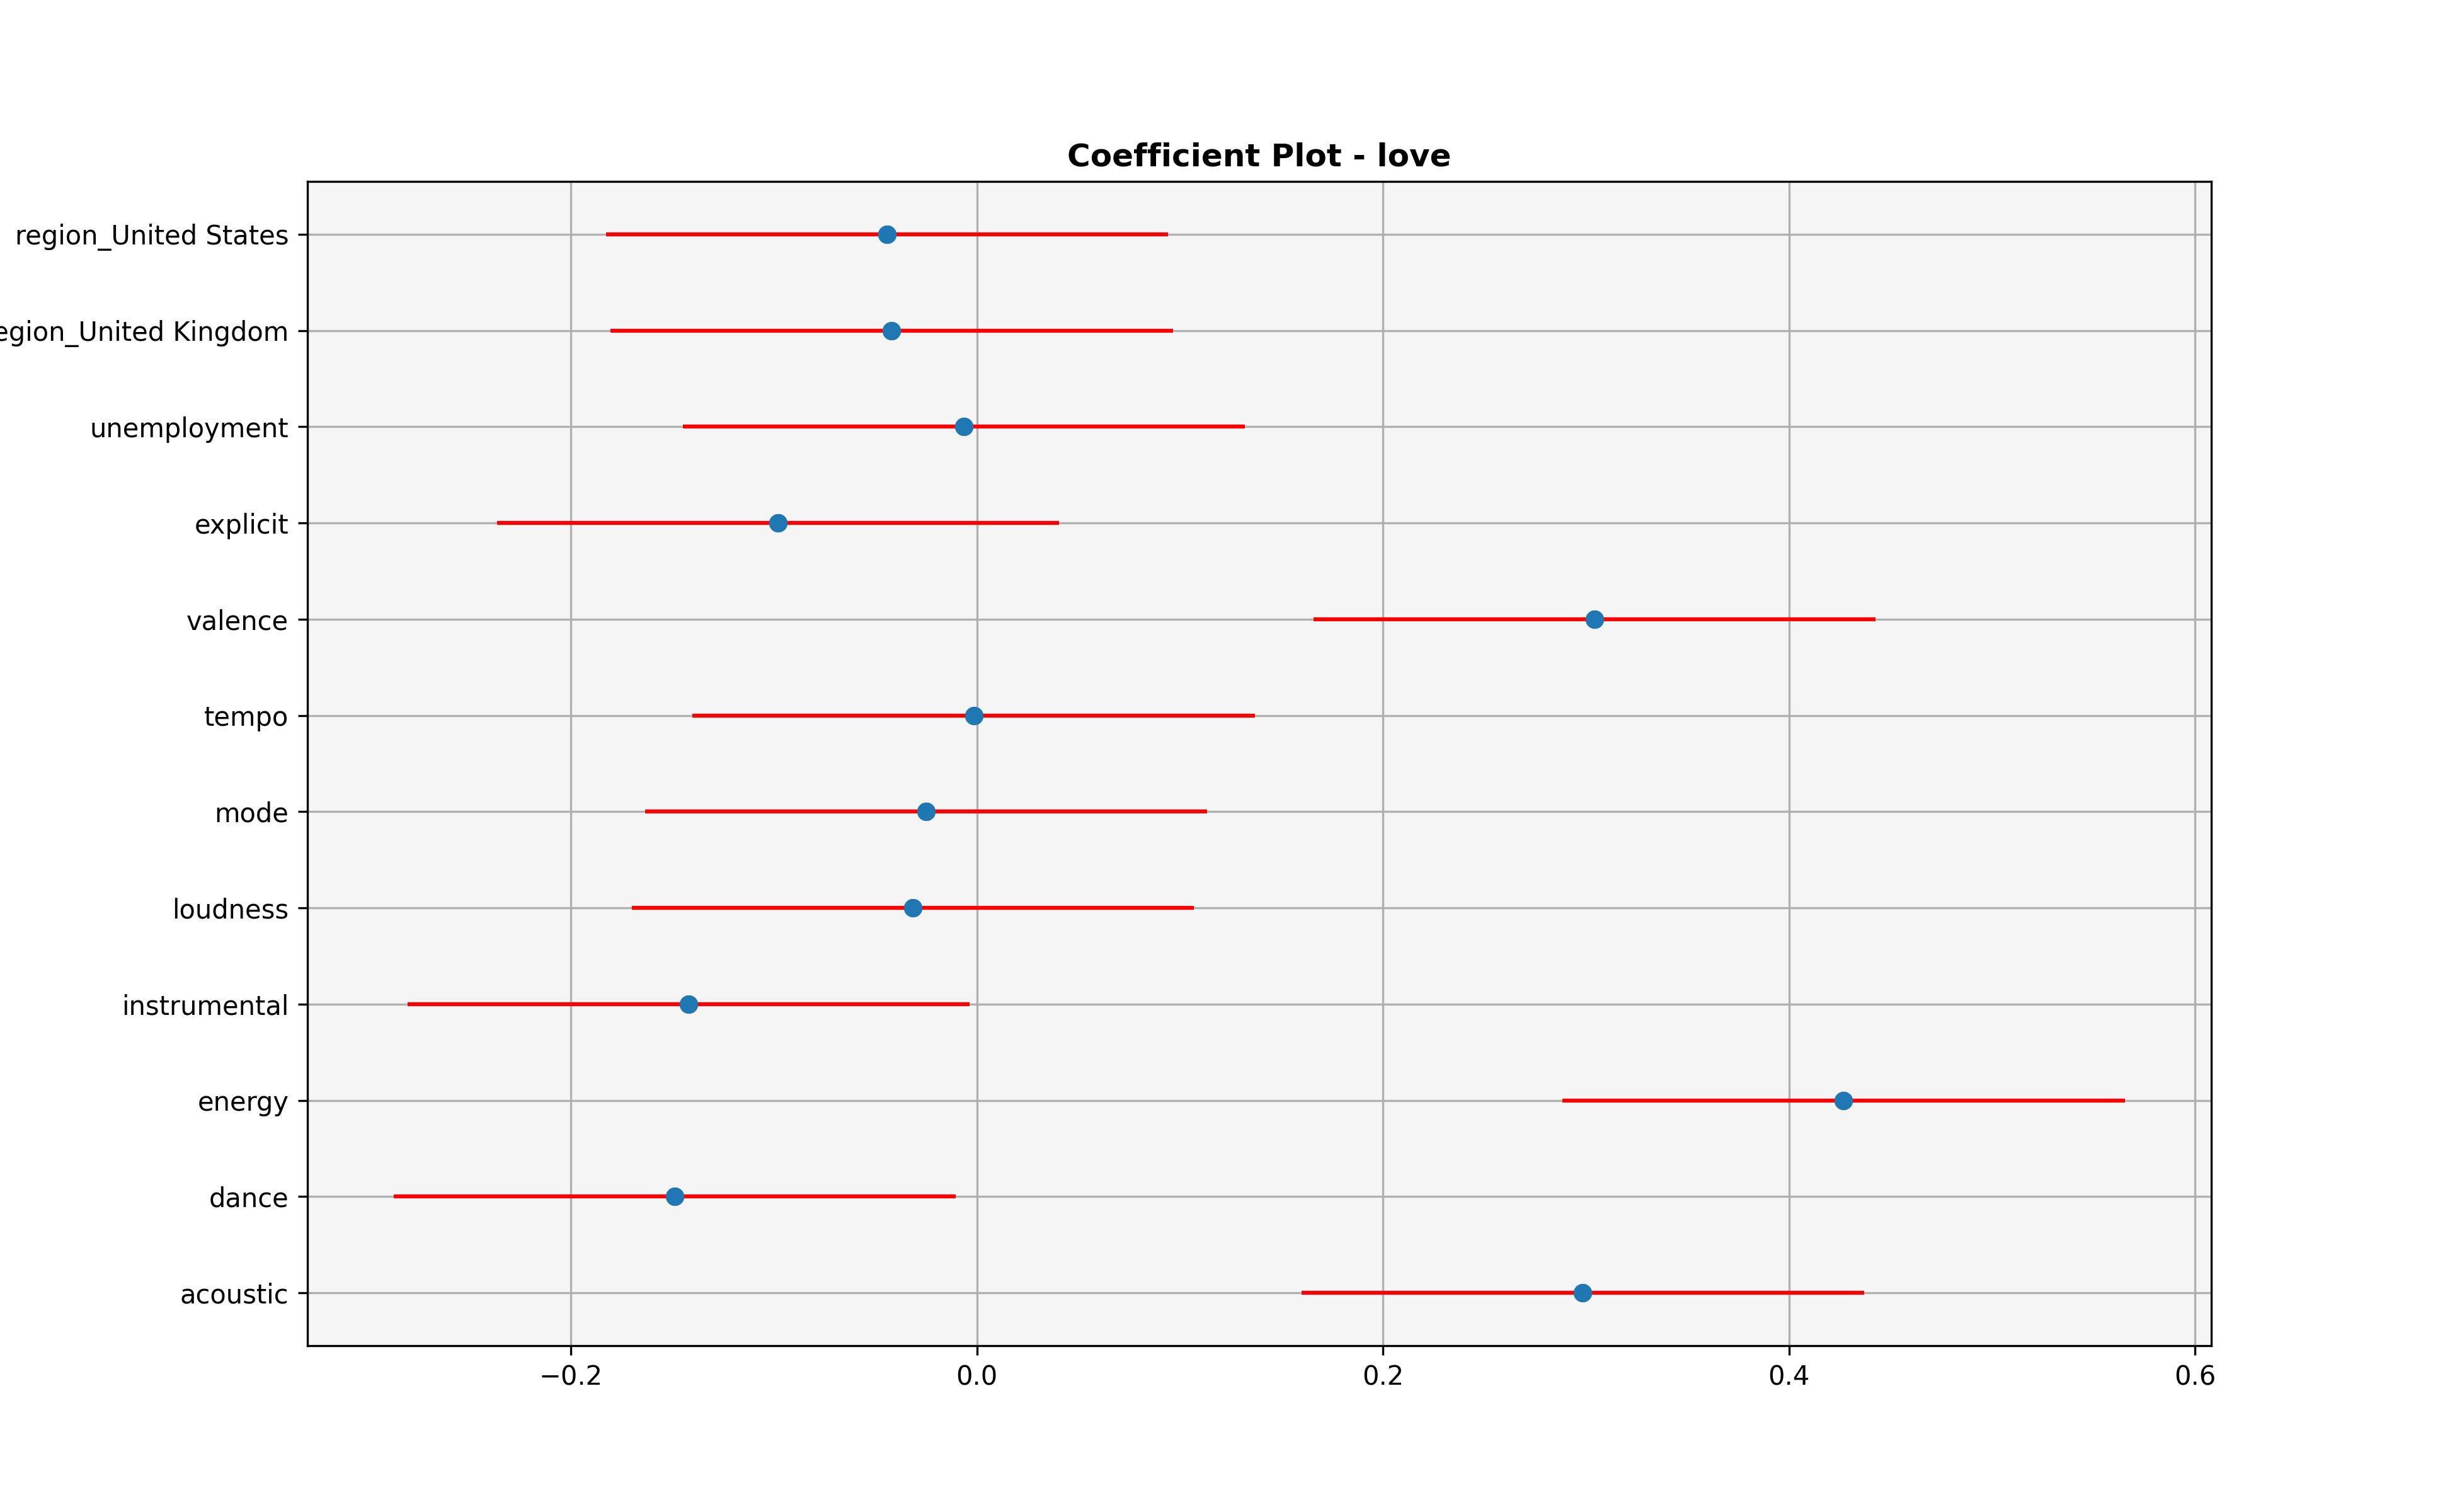 Coefficient Plot - love
region_United States
egion_United Kingdom
unemployment
explicit
valence
tempo
mode
loudness
instrumental
energy
dance
acoustic
−0.2 0.0 0.2 0.4 0.6